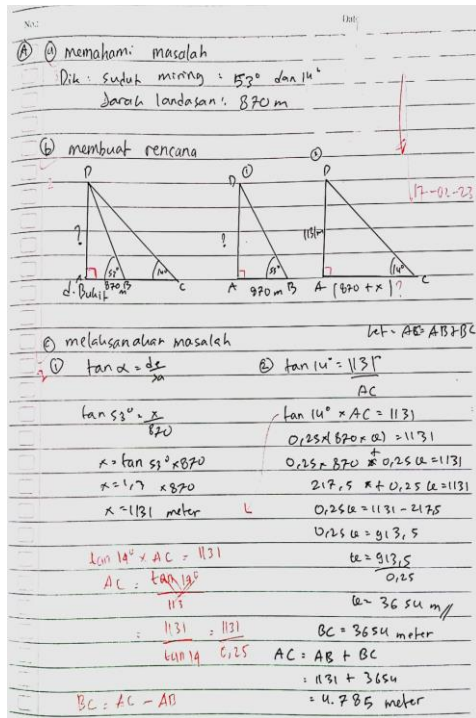 No.:
Date
A a memahami masalah
Dik : sudut miring : 53° dan 14°
Jarak landasan : 870 m
b membuat rencana
17-02-23
D D ① D ②
? ? 1131m
A 53° 14° 53° 14°
d. Bukit 870 m B C A 870 m B A (870 + x) ? C
c melaksanakan masalah
ket = AC = AB + BC
① tan α = de/sa
② tan 14° = 1131/AC
tan 53° = x/870
tan 14° × AC = 1131
0,25 × (870 + x) = 1131
x = tan 53° × 870
0,25 × 870 + 0,25 x = 1131
x = 1,3 × 870
217,5 + 0,25 x = 1131
x = 1131 meter
0,25 x = 1131 - 217,5
0,25 x = 913,5
tan 14° × AC = 1131
x = 913,5/0,25
AC = tan 14°/113
x = 3654 m
= 1131/tan 14 = 1131/0,25
BC = 3654 meter
AC = AB + BC
= 1131 + 3654
BC = AC - AB
= 4.785 meter